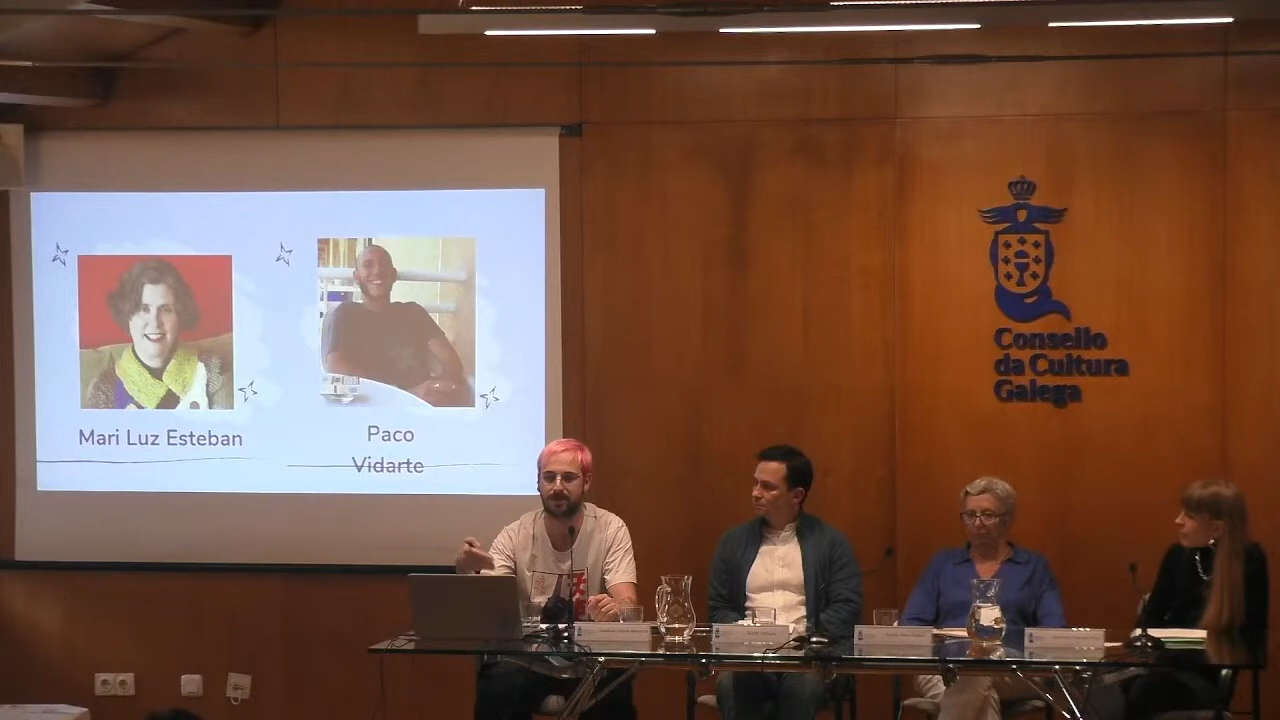 Mari Luz Esteban
Paco
Vidarte
Consello
da Cultura
Galega